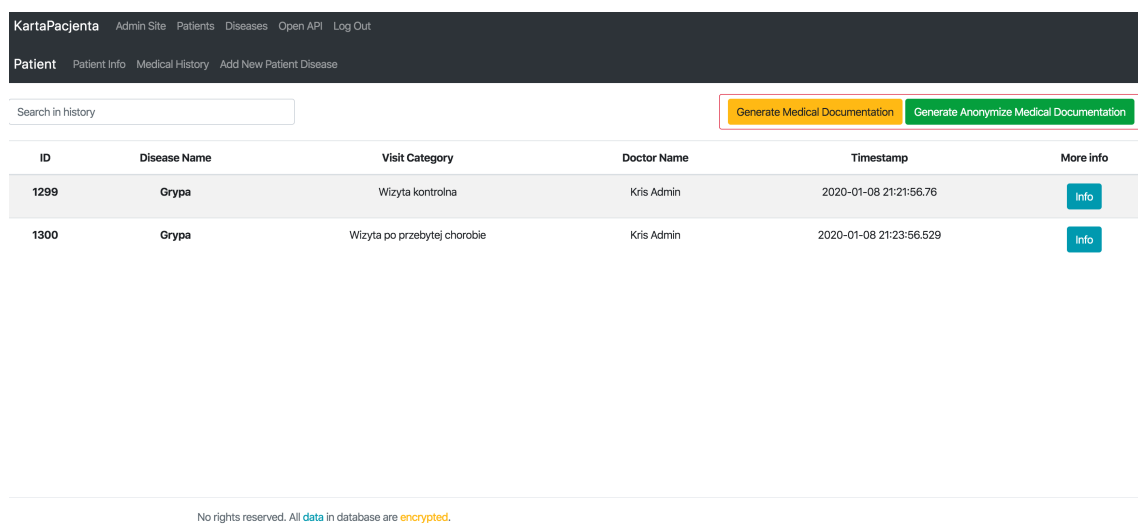 KartaPacjenta Admin Site Patients Diseases Open API Log Out
Patient Patient Info Medical History Add New Patient Disease
Search in history Generate Medical Documentation Generate Anonymize Medical Documentation
ID Disease Name Visit Category Doctor Name Timestamp More info
1299 Grypa Wizyta kontrolna Kris Admin 2020-01-08 21:21:56.76 Info
1300 Grypa Wizyta po przebytej chorobie Kris Admin 2020-01-08 21:23:56.529 Info
No rights reserved. All data in database are encrypted.